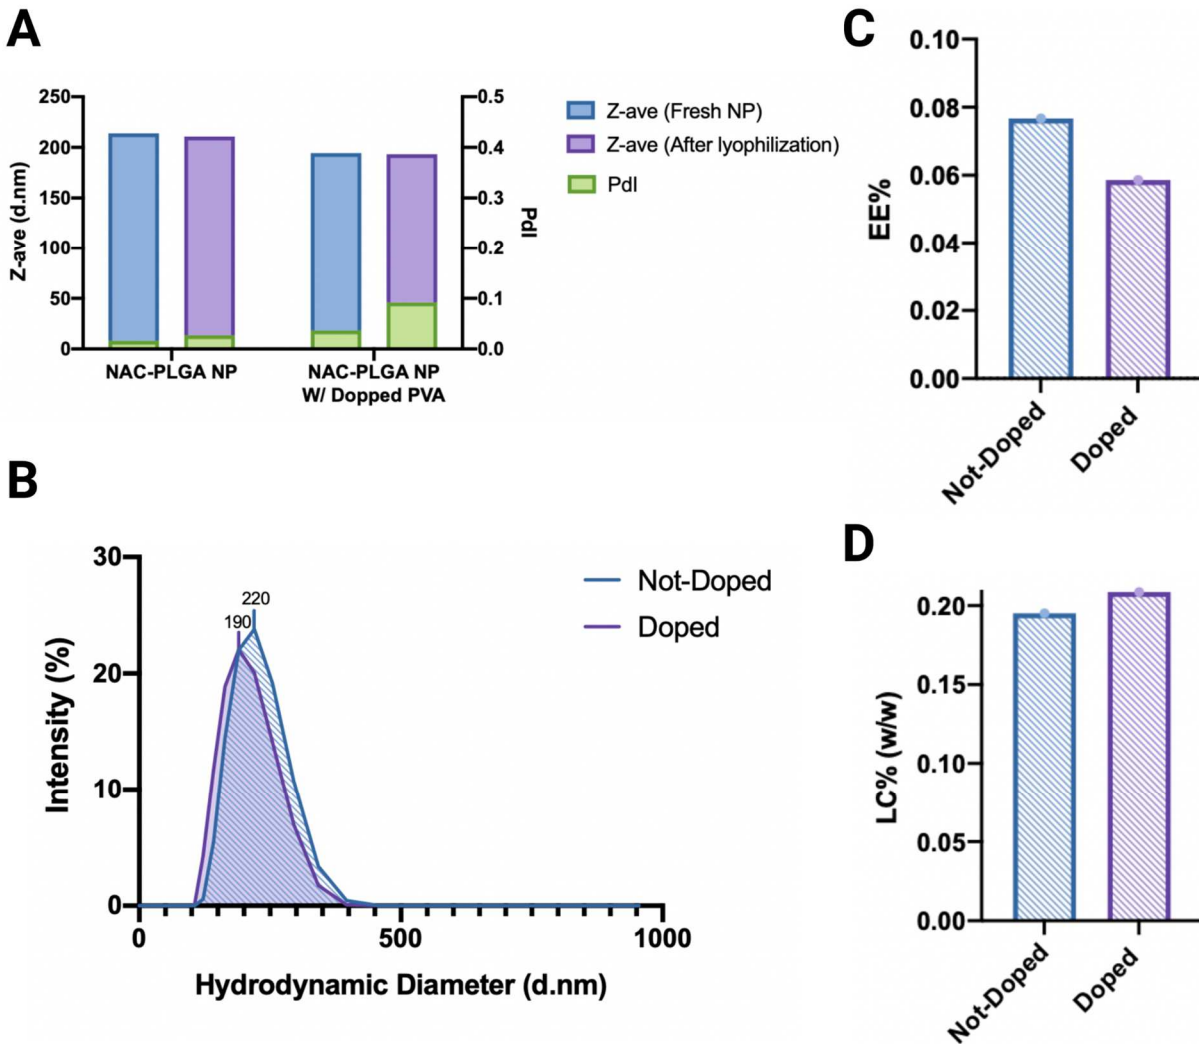 A
250
200
150
100
50
0
Z-ave (d.nm)
0.5
0.4
0.3
0.2
0.1
0.0
PdI
NAC-PLGA NP
NAC-PLGA NP
W/ Dopped PVA
Z-ave (Fresh NP)
Z-ave (After lyophilization)
PdI
B
30
20
10
0
Intensity (%)
220
190
0 500 1000
Hydrodynamic Diameter (d.nm)
Not-Doped
Doped
C
0.10
0.08
0.06
0.04
0.02
0.00
EE%
Not-Doped
Doped
D
0.20
0.15
0.10
0.05
0.00
LC% (w/w)
Not-Doped
Doped